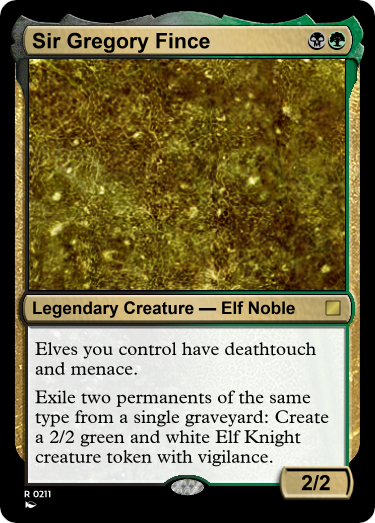 Sir Gregory Fince
Legendary Creature — Elf Noble
Elves you control have deathtouch
and menace.
Exile two permanents of the same
type from a single graveyard: Create
a 2/2 green and white Elf Knight
creature token with vigilance.
2/2
R 0211